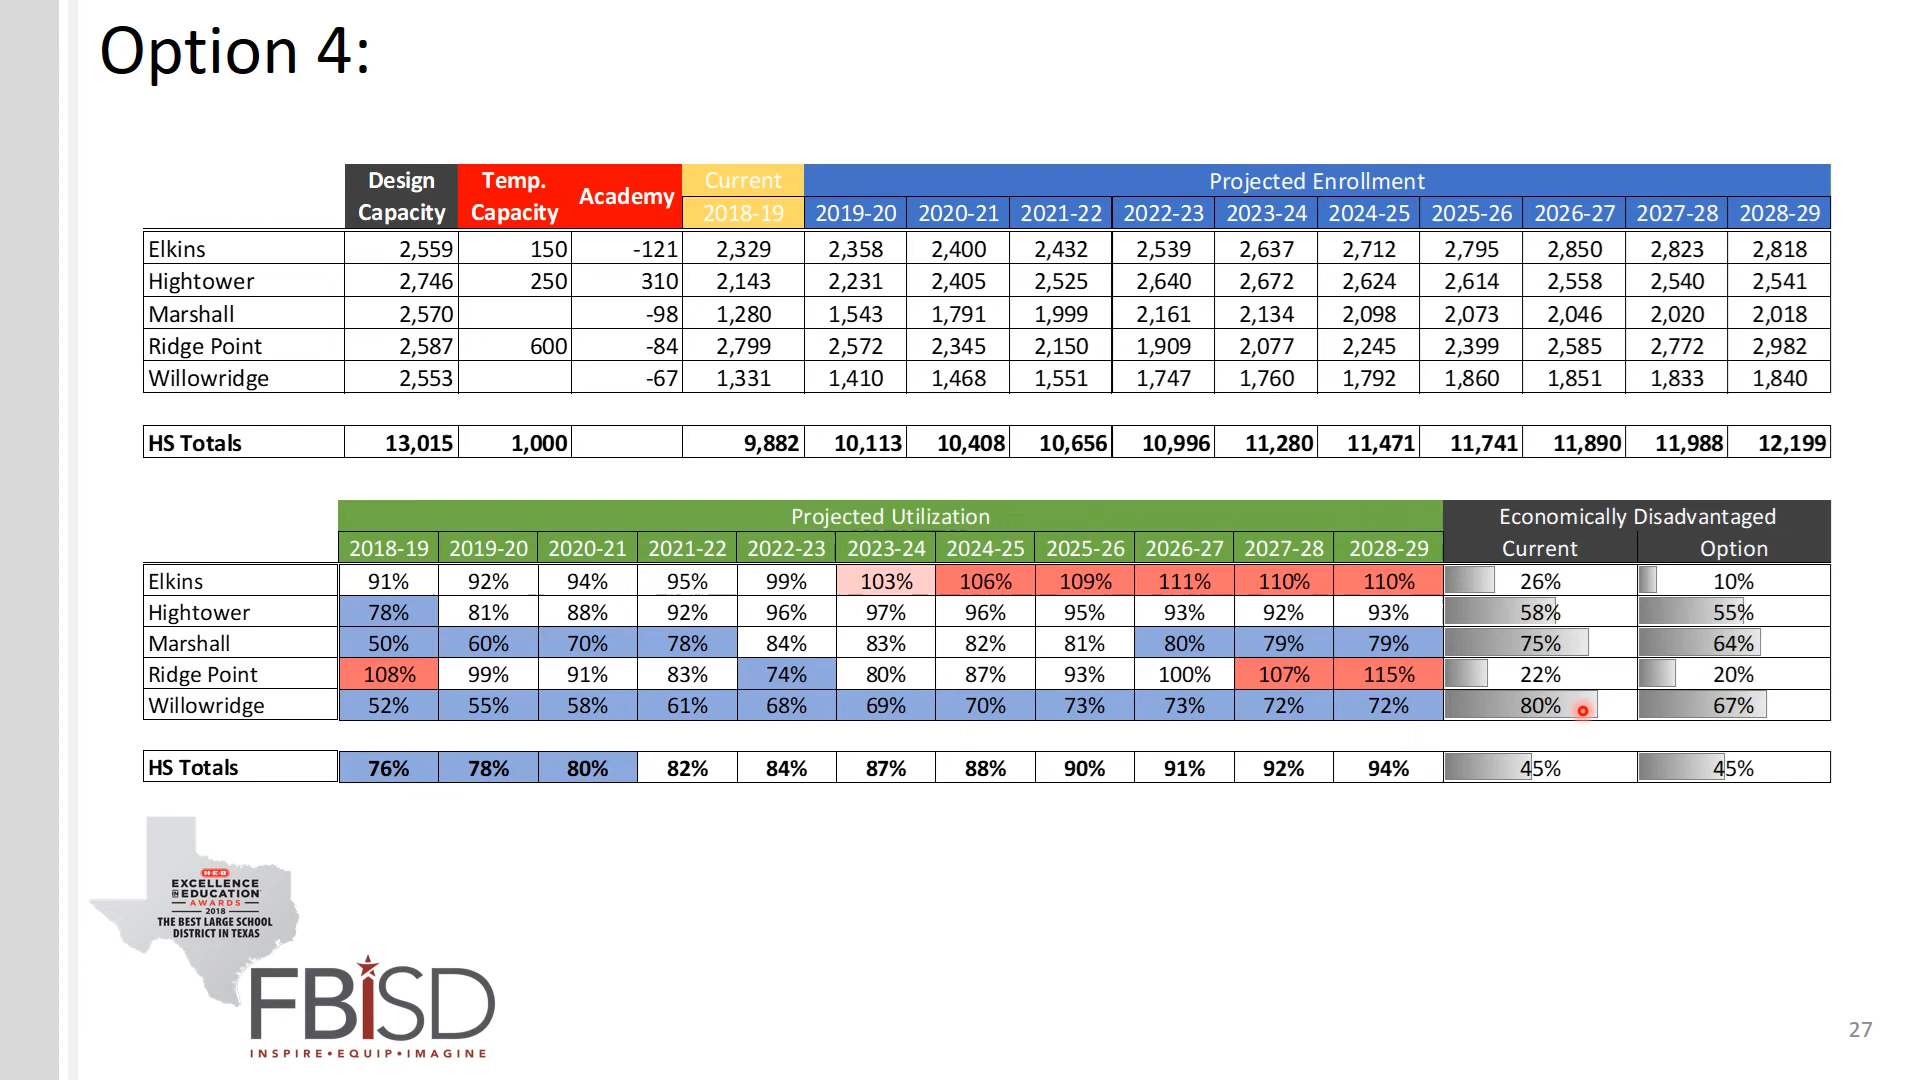 Option 4:
Design Capacity Temp. Capacity Academy Current 2018-19 Projected Enrollment
2019-20 2020-21 2021-22 2022-23 2023-24 2024-25 2025-26 2026-27 2027-28 2028-29
Elkins 2,559 150 -121 2,329 2,358 2,400 2,432 2,539 2,637 2,712 2,795 2,850 2,823 2,818
Hightower 2,746 250 310 2,143 2,231 2,405 2,525 2,640 2,672 2,624 2,614 2,558 2,540 2,541
Marshall 2,570 -98 1,280 1,543 1,791 1,999 2,161 2,134 2,098 2,073 2,046 2,020 2,018
Ridge Point 2,587 600 -84 2,799 2,572 2,345 2,150 1,909 2,077 2,245 2,399 2,585 2,772 2,982
Willowridge 2,553 -67 1,331 1,410 1,468 1,551 1,747 1,760 1,792 1,860 1,851 1,833 1,840
HS Totals 13,015 1,000 9,882 10,113 10,408 10,656 10,996 11,280 11,471 11,741 11,890 11,988 12,199
Projected Utilization Economically Disadvantaged
2018-19 2019-20 2020-21 2021-22 2022-23 2023-24 2024-25 2025-26 2026-27 2027-28 2028-29 Current Option
Elkins 91% 92% 94% 95% 99% 103% 106% 109% 111% 110% 110% 26% 10%
Hightower 78% 81% 88% 92% 96% 97% 96% 95% 93% 92% 93% 58% 55%
Marshall 50% 60% 70% 78% 84% 83% 82% 81% 80% 79% 79% 75% 64%
Ridge Point 108% 99% 91% 83% 74% 80% 87% 93% 100% 107% 115% 22% 20%
Willowridge 52% 55% 58% 61% 68% 69% 70% 73% 73% 72% 72% 80% 67%
HS Totals 76% 78% 80% 82% 84% 87% 88% 90% 91% 92% 94% 45% 45%
H-E-B
EXCELLENCE
IN EDUCATION
AWARDS
2018
THE BEST LARGE SCHOOL
DISTRICT IN TEXAS
FBISD
INSPIRE•EQUIP•IMAGINE
27